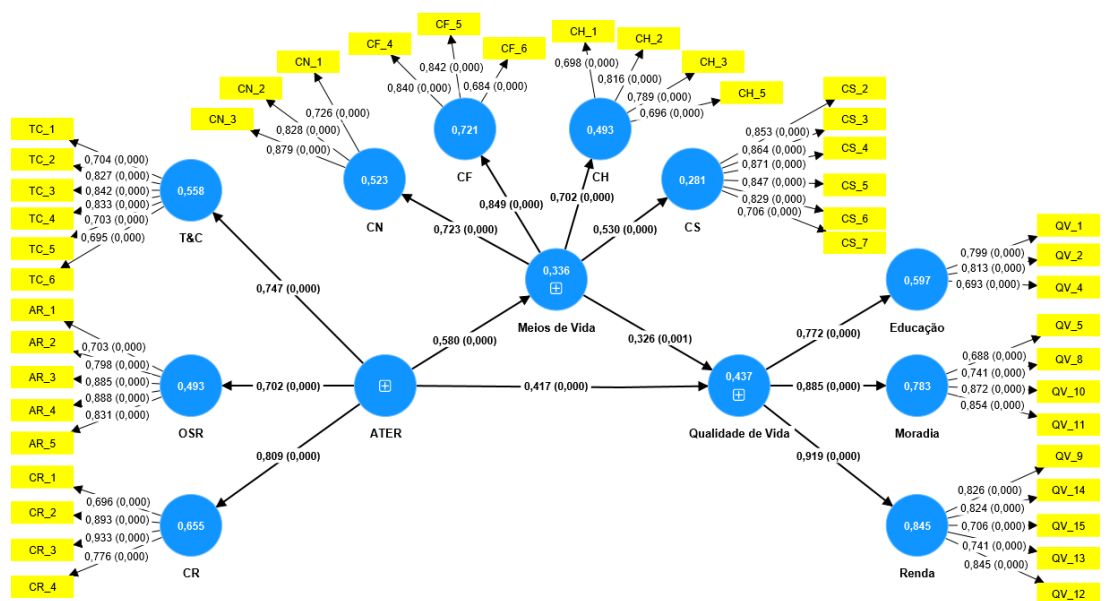 CF_5
CH_1
CF_4
CH_2
CF_6
CN_1
CH_3
0,842 (0,000)
0,698 (0,000)
0,840 (0,000)
0,684 (0,000)
0,816 (0,000)
0,789 (0,000)
0,696 (0,000)
CH_5
CN_2
0,726 (0,000)
CN_3
0,828 (0,000)
0,879 (0,000)
0,721
CF
0,493
CH
CS_2
CS_3
CS_4
CS_5
CS_6
CS_7
0,853 (0,000)
0,864 (0,000)
0,871 (0,000)
0,847 (0,000)
0,829 (0,000)
0,706 (0,000)
0,523
CN
0,281
CS
TC_1
TC_2
TC_3
TC_4
TC_5
TC_6
0,704 (0,000)
0,827 (0,000)
0,842 (0,000)
0,833 (0,000)
0,703 (0,000)
0,695 (0,000)
0,558
T&C
0,723 (0,000)
0,849 (0,000)
0,702 (0,000)
0,530 (0,000)
0,336
Meios de Vida
0,747 (0,000)
0,580 (0,000)
0,326 (0,001)
QV_1
QV_2
QV_4
0,799 (0,000)
0,813 (0,000)
0,693 (0,000)
0,597
Educação
0,772 (0,000)
AR_1
AR_2
AR_3
AR_4
AR_5
0,703 (0,000)
0,798 (0,000)
0,885 (0,000)
0,888 (0,000)
0,831 (0,000)
0,493
OSR
0,702 (0,000)
ATER
0,417 (0,000)
0,437
Qualidade de Vida
0,885 (0,000)
0,783
Moradia
QV_5
QV_8
QV_10
QV_11
0,688 (0,000)
0,741 (0,000)
0,872 (0,000)
0,854 (0,000)
0,809 (0,000)
0,919 (0,000)
CR_1
CR_2
CR_3
CR_4
0,696 (0,000)
0,893 (0,000)
0,933 (0,000)
0,776 (0,000)
0,655
CR
0,845
Renda
QV_9
QV_14
QV_15
QV_13
QV_12
0,826 (0,000)
0,824 (0,000)
0,706 (0,000)
0,741 (0,000)
0,845 (0,000)